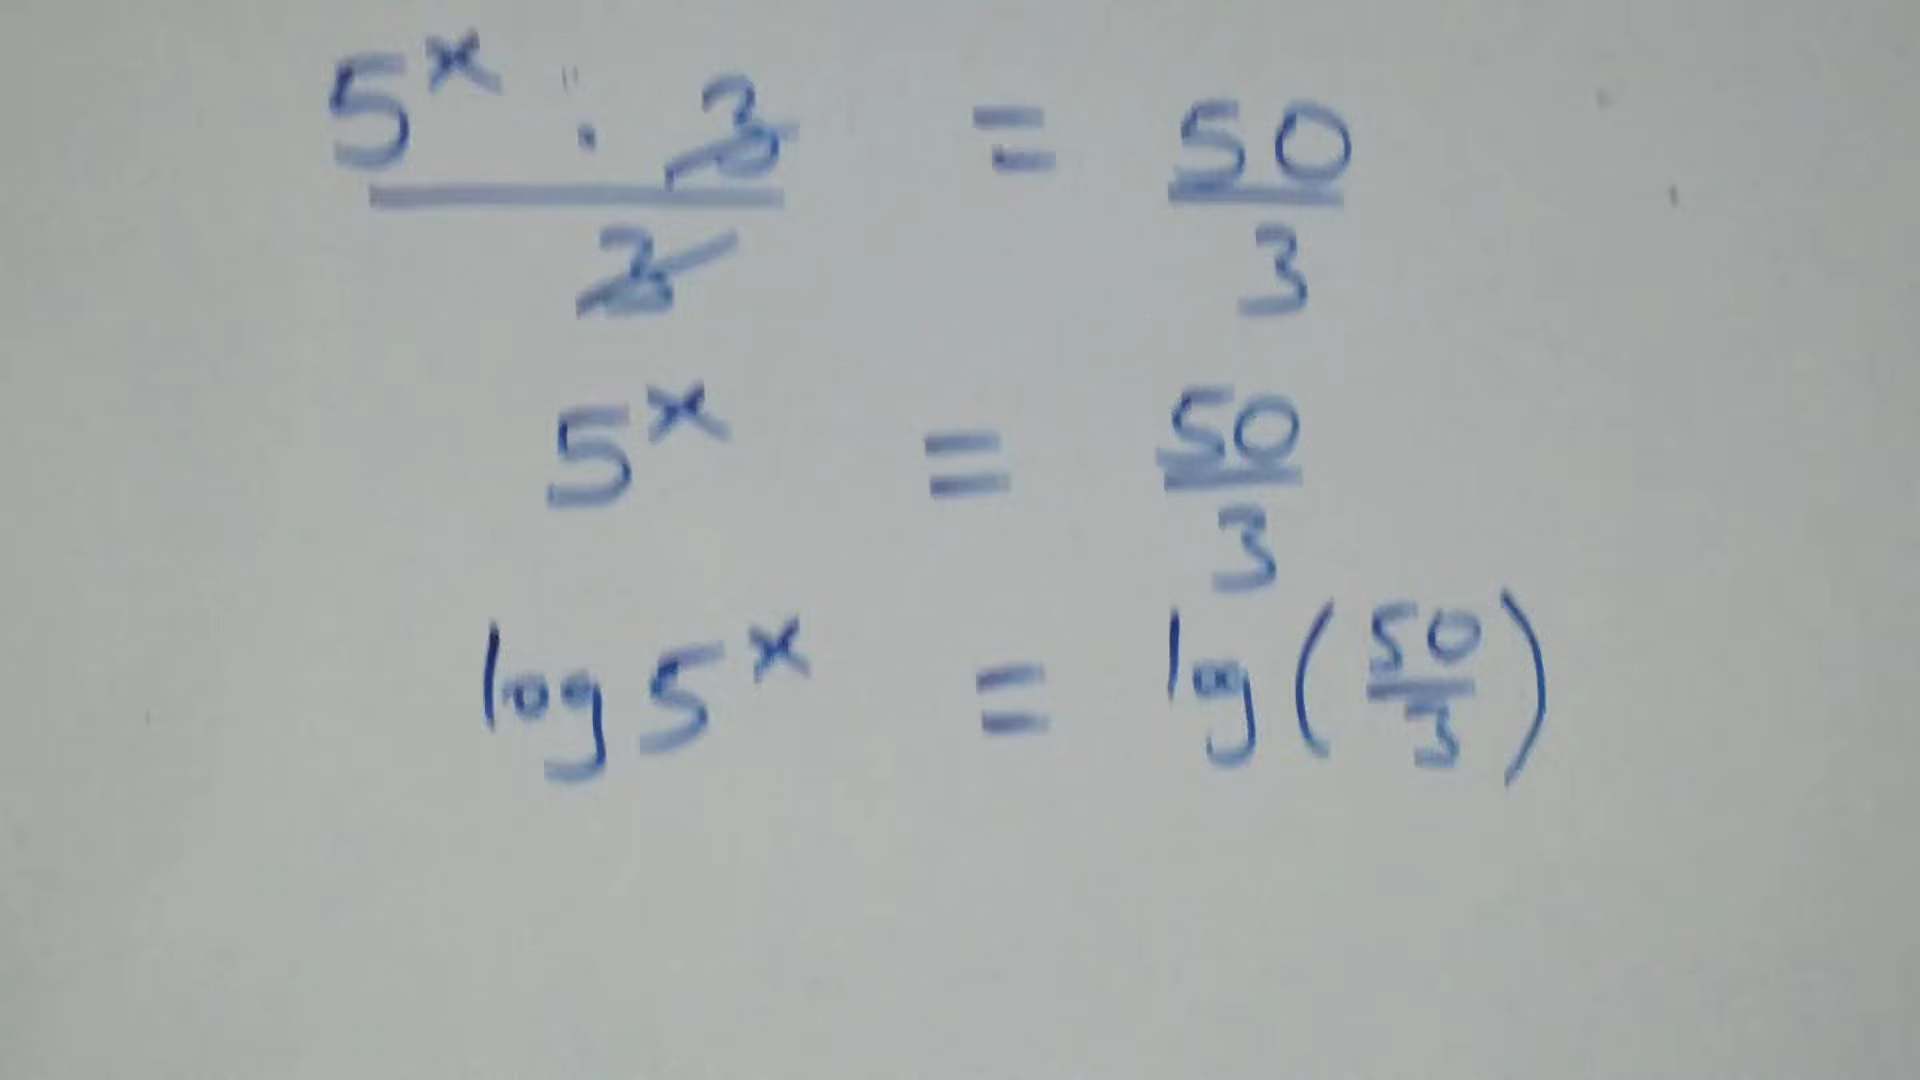 5^x · 3 / 3 = 50/3
5^x = 50/3
log 5^x = log (50/3)